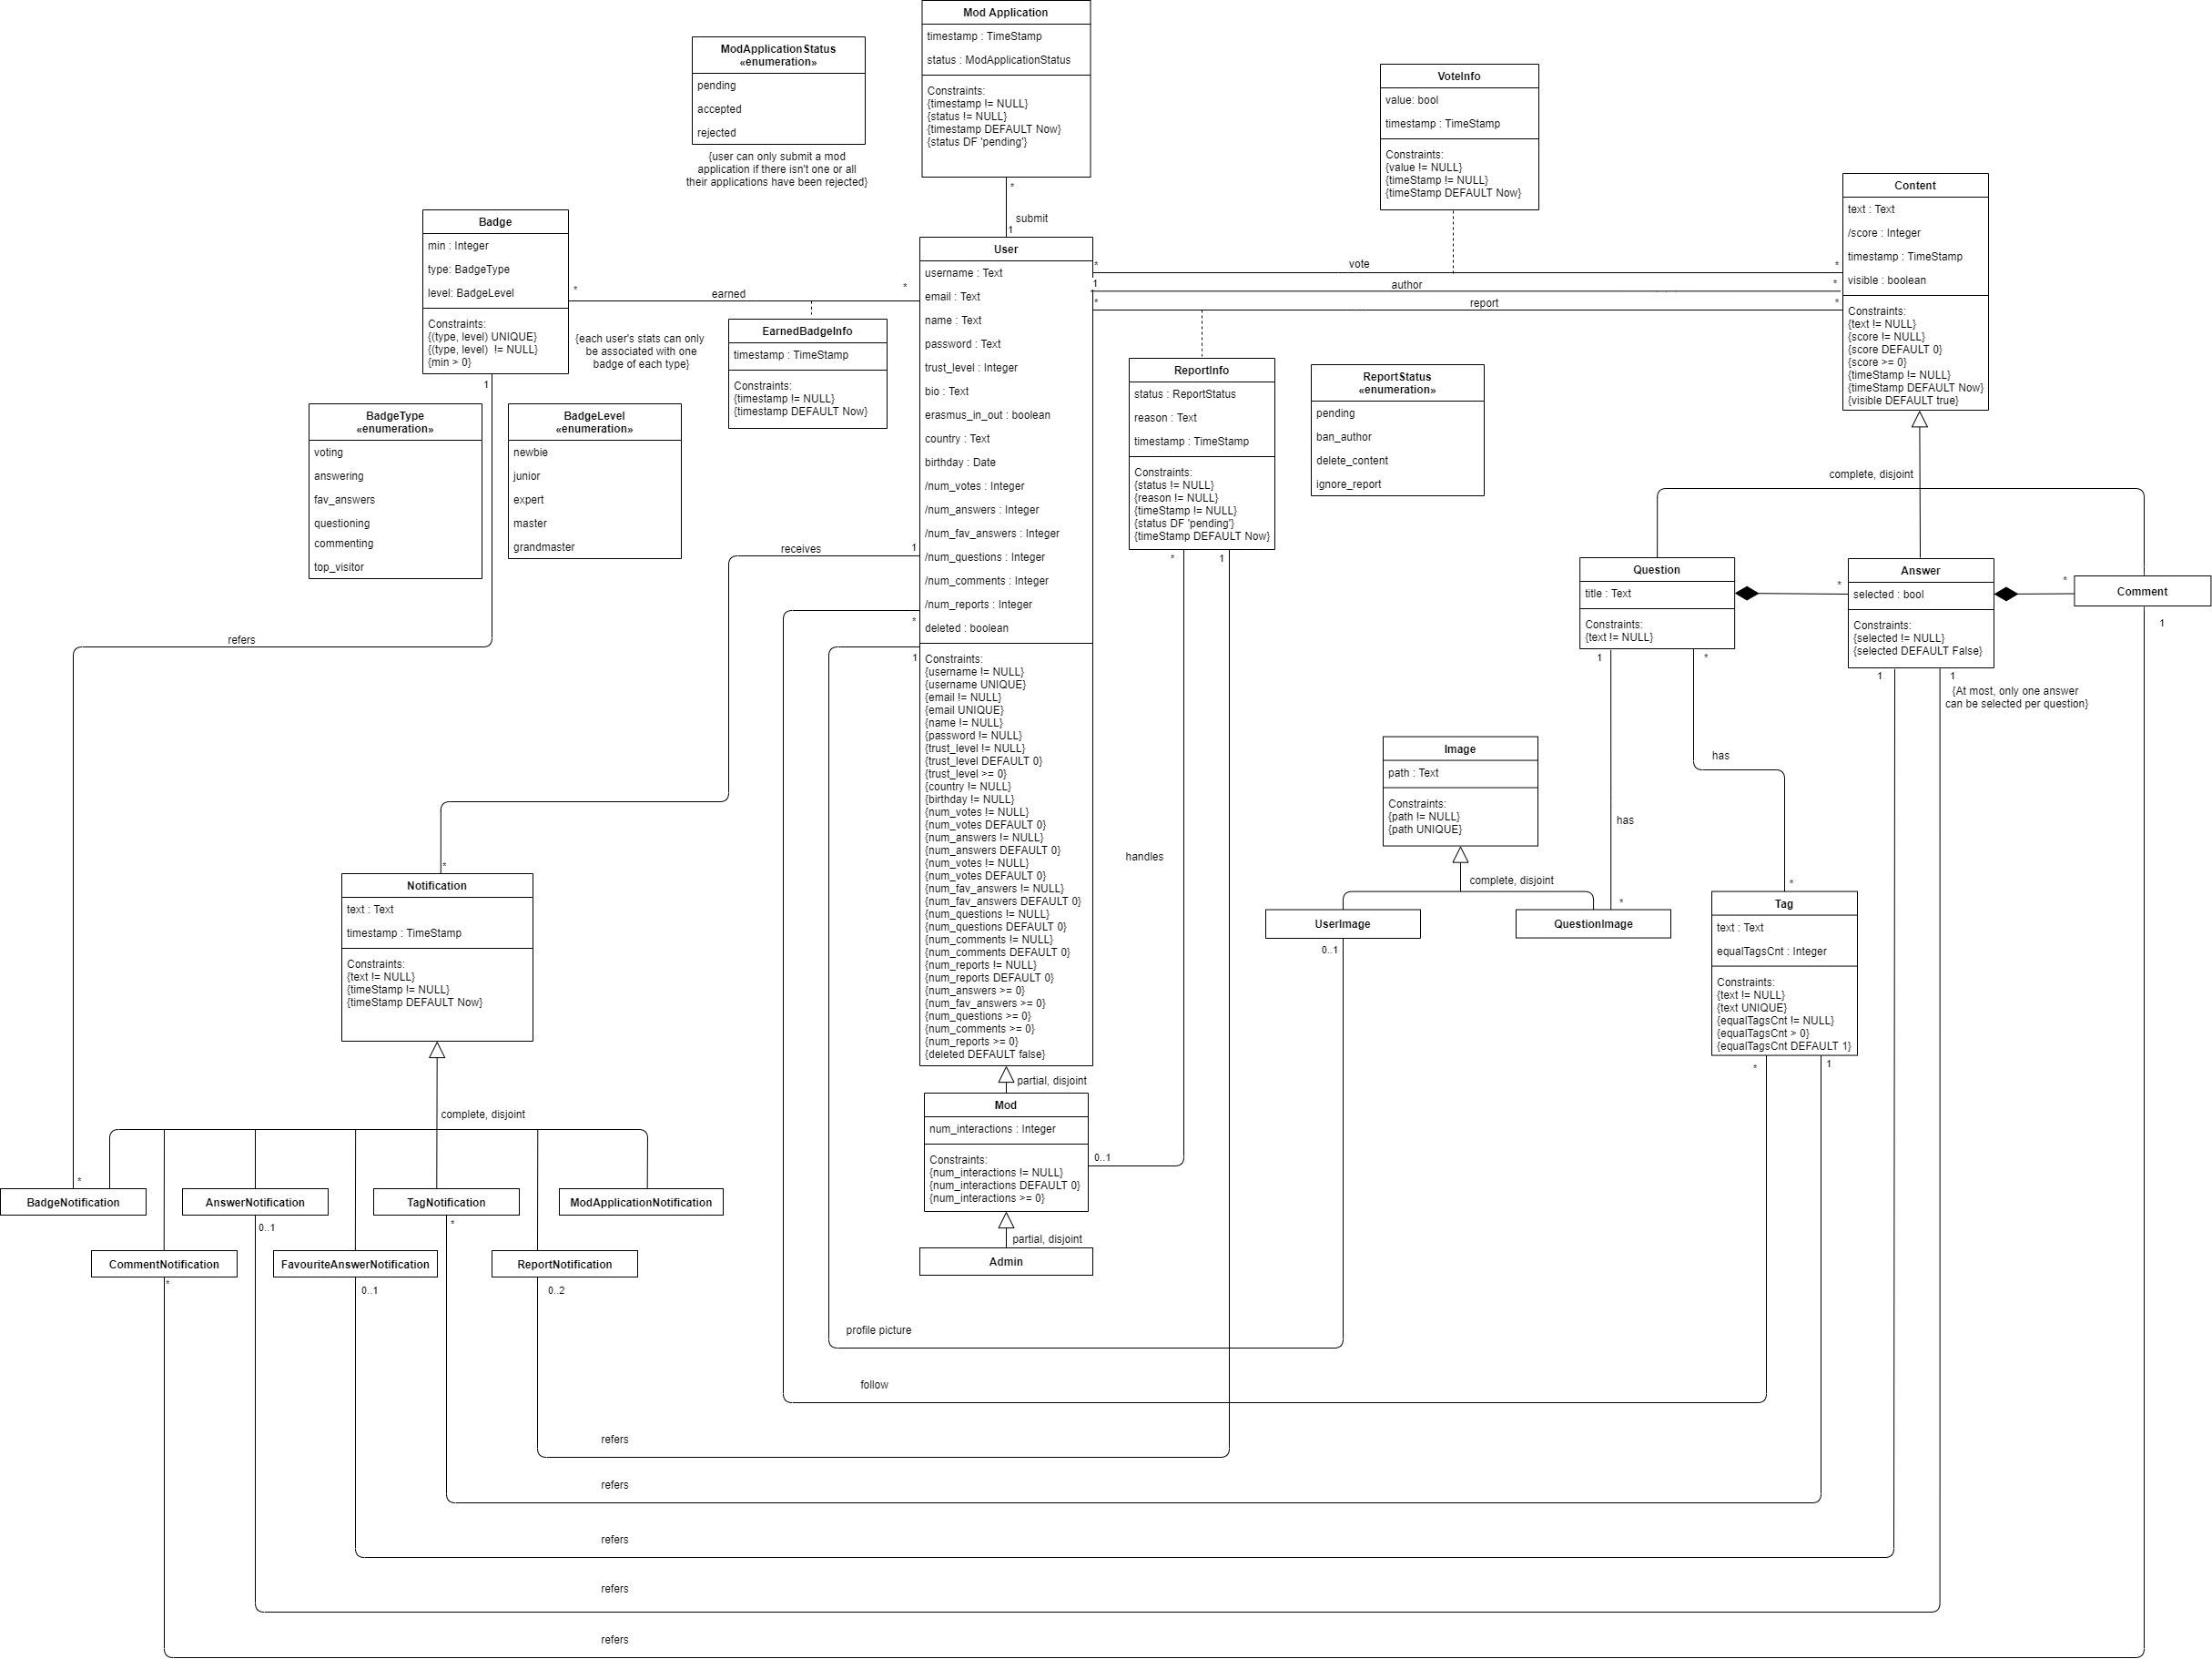 Mod Application
timestamp : TimeStamp
status : ModApplicationStatus
Constraints:
{timestamp != NULL}
{status != NULL}
{timestamp DEFAULT Now}
{status DF 'pending'}
ModApplicationStatus
«enumeration»
pending
accepted
rejected
{user can only submit a mod
application if there isn't one or all
their applications have been rejected}
*
submit
1
VoteInfo
value: bool
timestamp : TimeStamp
Constraints:
{value != NULL}
{timeStamp != NULL}
{timeStamp DEFAULT Now}
Content
text : Text
/score : Integer
timestamp : TimeStamp
visible : boolean
Constraints:
{text != NULL}
{score != NULL}
{score DEFAULT 0}
{score >= 0}
{timeStamp != NULL}
{timeStamp DEFAULT Now}
{visible DEFAULT true}
Badge
min : Integer
type: BadgeType
level: BadgeLevel
Constraints:
{(type, level) UNIQUE}
{(type, level)  != NULL}
{min > 0}
1
*
earned
*
{each user's stats can only
be associated with one
badge of each type}
EarnedBadgeInfo
timestamp : TimeStamp
Constraints:
{timestamp != NULL}
{timestamp DEFAULT Now}
BadgeType
«enumeration»
voting
answering
fav_answers
questioning
commenting
top_visitor
BadgeLevel
«enumeration»
newbie
junior
expert
master
grandmaster
User
username : Text
email : Text
name : Text
password : Text
trust_level : Integer
bio : Text
erasmus_in_out : boolean
country : Text
birthday : Date
/num_votes : Integer
/num_answers : Integer
/num_fav_answers : Integer
/num_questions : Integer
/num_comments : Integer
/num_reports : Integer
deleted : boolean
Constraints:
{username != NULL}
{username UNIQUE}
{email != NULL}
{email UNIQUE}
{name != NULL}
{password != NULL}
{trust_level != NULL}
{trust_level DEFAULT 0}
{trust_level >= 0}
{country != NULL}
{birthday != NULL}
{num_votes != NULL}
{num_votes DEFAULT 0}
{num_answers != NULL}
{num_answers DEFAULT 0}
{num_votes != NULL}
{num_votes DEFAULT 0}
{num_fav_answers != NULL}
{num_fav_answers DEFAULT 0}
{num_questions != NULL}
{num_questions DEFAULT 0}
{num_comments != NULL}
{num_comments DEFAULT 0}
{num_reports != NULL}
{num_reports DEFAULT 0}
{num_answers >= 0}
{num_fav_answers >= 0}
{num_questions >= 0}
{num_comments >= 0}
{num_reports >= 0}
{deleted DEFAULT false}
*
vote
*
1
author
*
*
report
*
ReportInfo
status : ReportStatus
reason : Text
timestamp : TimeStamp
Constraints:
{status != NULL}
{reason != NULL}
{timeStamp != NULL}
{status DF 'pending'}
{timeStamp DEFAULT Now}
*
1
ReportStatus
«enumeration»
pending
ban_author
delete_content
ignore_report
complete, disjoint
Question
title : Text
Constraints:
{text != NULL}
1
*
*
Answer
selected : bool
Constraints:
{selected != NULL}
{selected DEFAULT False}
1
1
{At most, only one answer
can be selected per question}
*
Comment
1
receives
1
*
1
refers
handles
has
has
Image
path : Text
Constraints:
{path != NULL}
{path UNIQUE}
complete, disjoint
UserImage
0..1
*
QuestionImage
*
Tag
text : Text
equalTagsCnt : Integer
Constraints:
{text != NULL}
{text UNIQUE}
{equalTagsCnt != NULL}
{equalTagsCnt > 0}
{equalTagsCnt DEFAULT 1}
*
1
*
Notification
text : Text
timestamp : TimeStamp
Constraints:
{text != NULL}
{timeStamp != NULL}
{timeStamp DEFAULT Now}
complete, disjoint
partial, disjoint
Mod
num_interactions : Integer
Constraints:
{num_interactions != NULL}
{num_interactions DEFAULT 0}
{num_interactions >= 0}
0..1
partial, disjoint
Admin
*
BadgeNotification
AnswerNotification
0..1
TagNotification
*
ModApplicationNotification
CommentNotification
*
FavouriteAnswerNotification
0..1
ReportNotification
0..2
profile picture
follow
refers
refers
refers
refers
refers